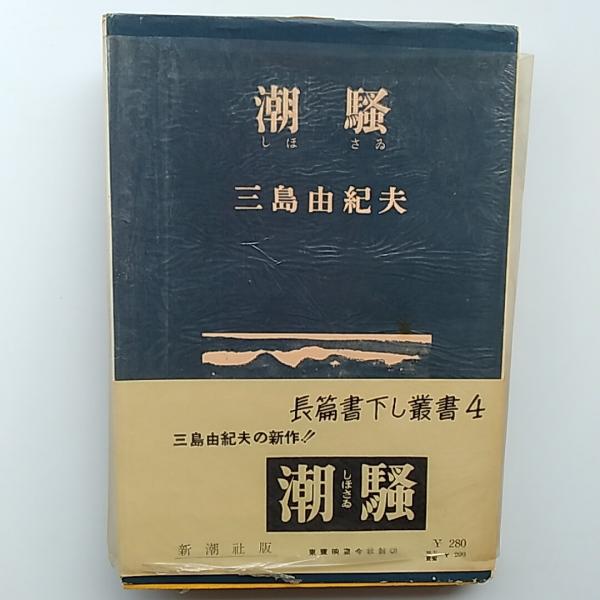 潮騒
しほさゐ
三島由紀夫
長篇書下し叢書4
三島由紀夫の新作!!
しほさゐ
潮騒
新潮社版
¥ 280